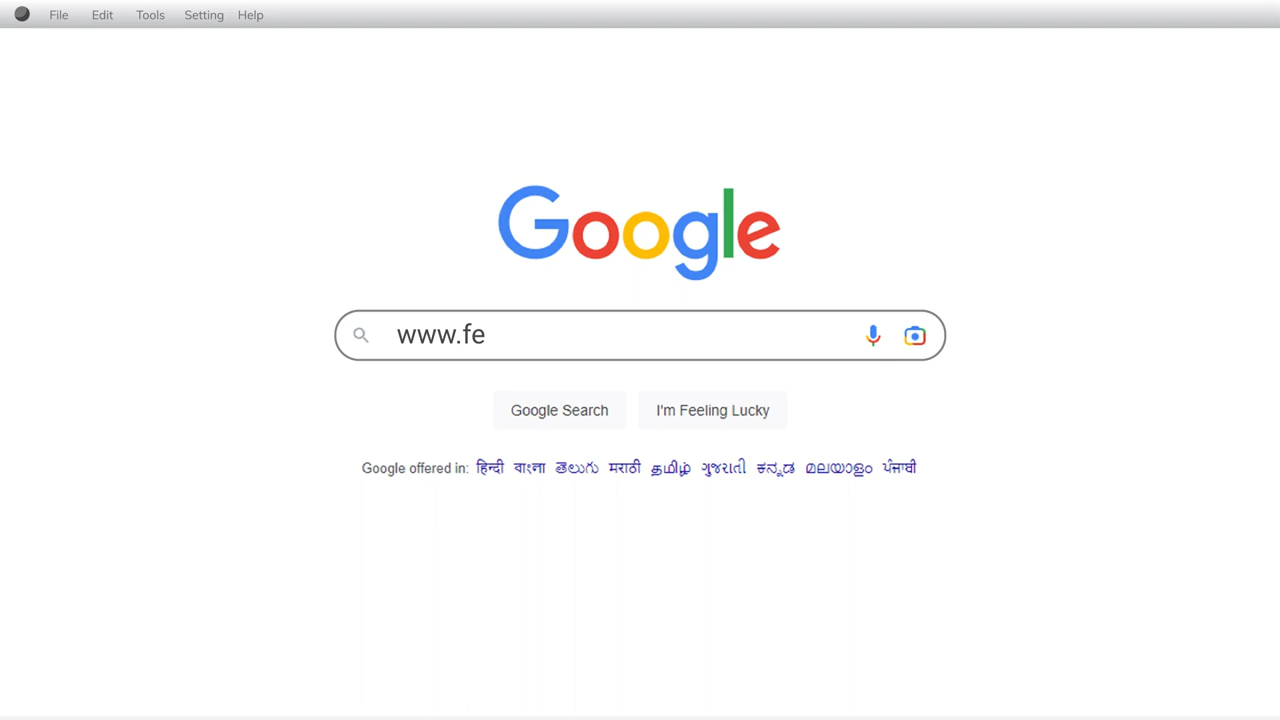 File Edit Tools Setting Help
Google
www.fe
Google Search I'm Feeling Lucky
Google offered in: हिन्दी বাংলা తెలుగు मराठी தமிழ் ગુજરાતી ಕನ್ನಡ മലയാളം ਪੰਜਾਬੀ